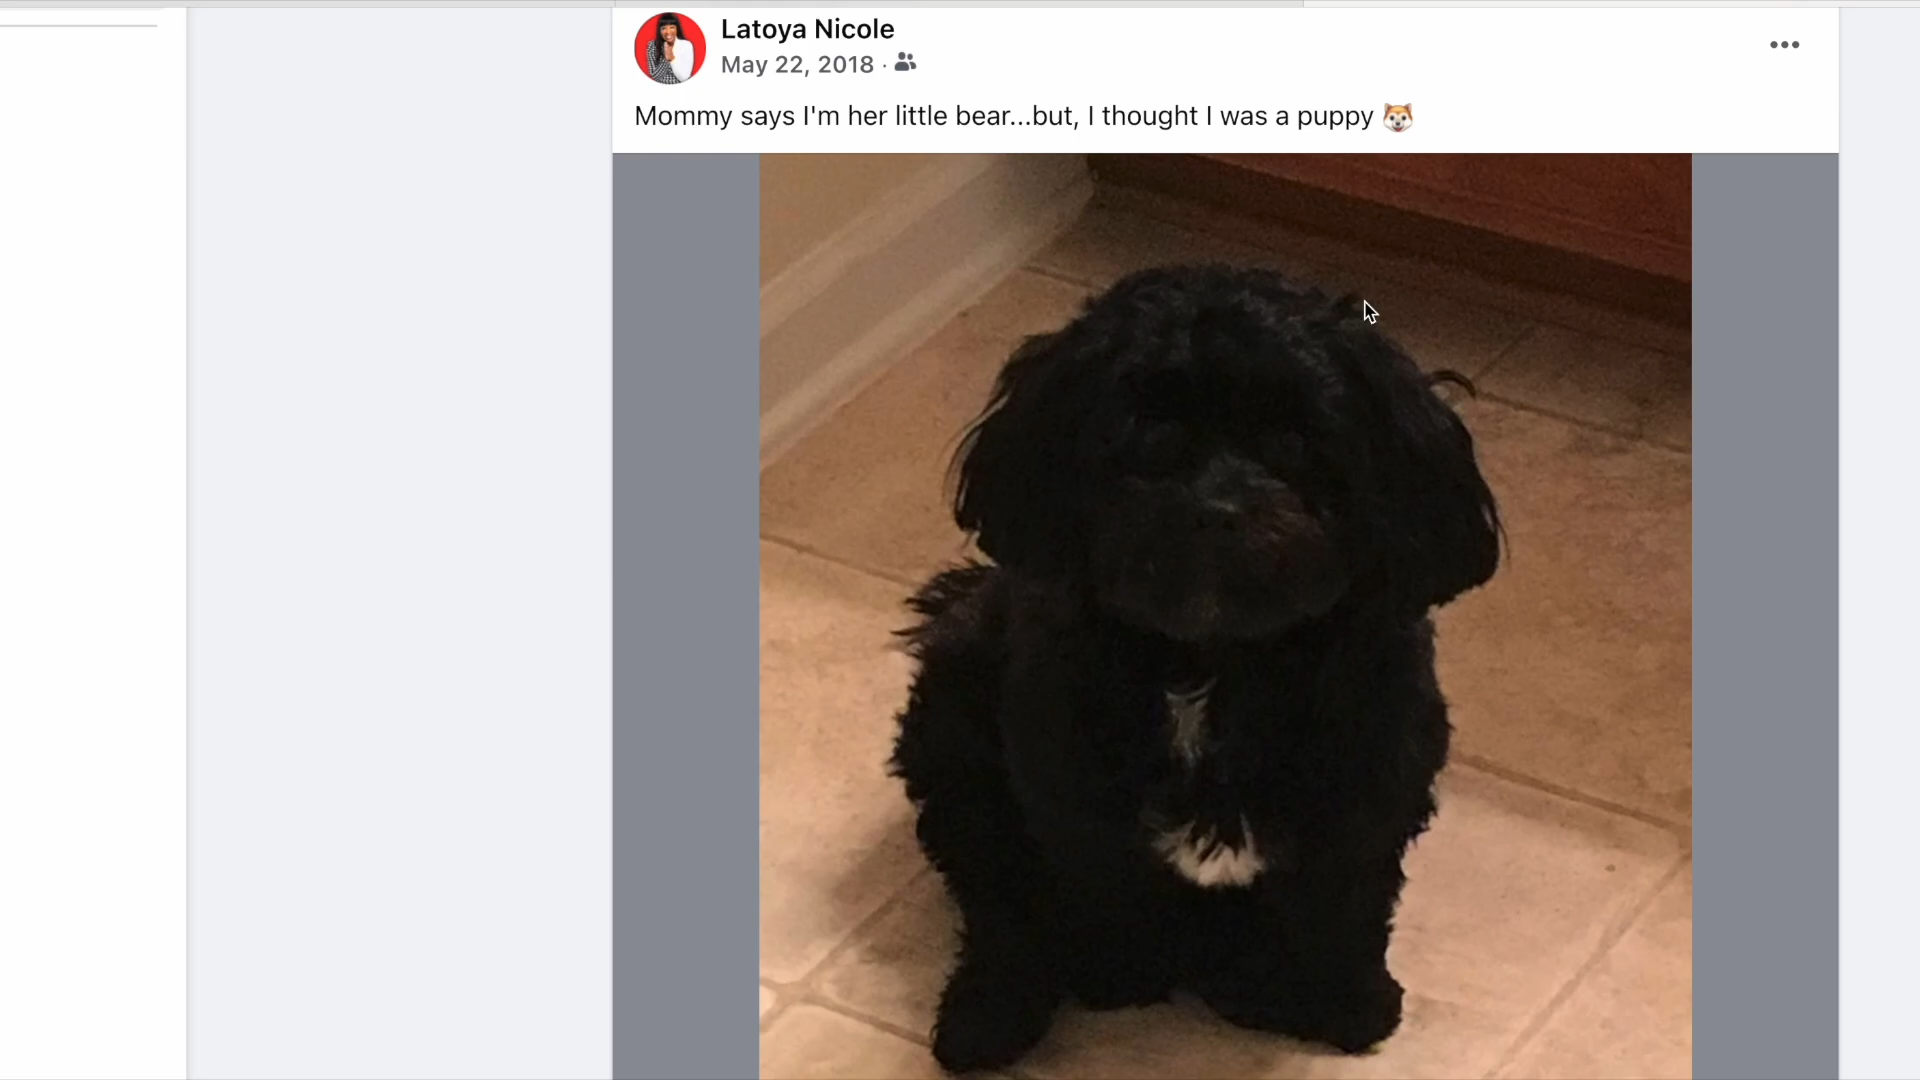 Latoya Nicole
May 22, 2018 ·
Mommy says I'm her little bear...but, I thought I was a puppy 🐶